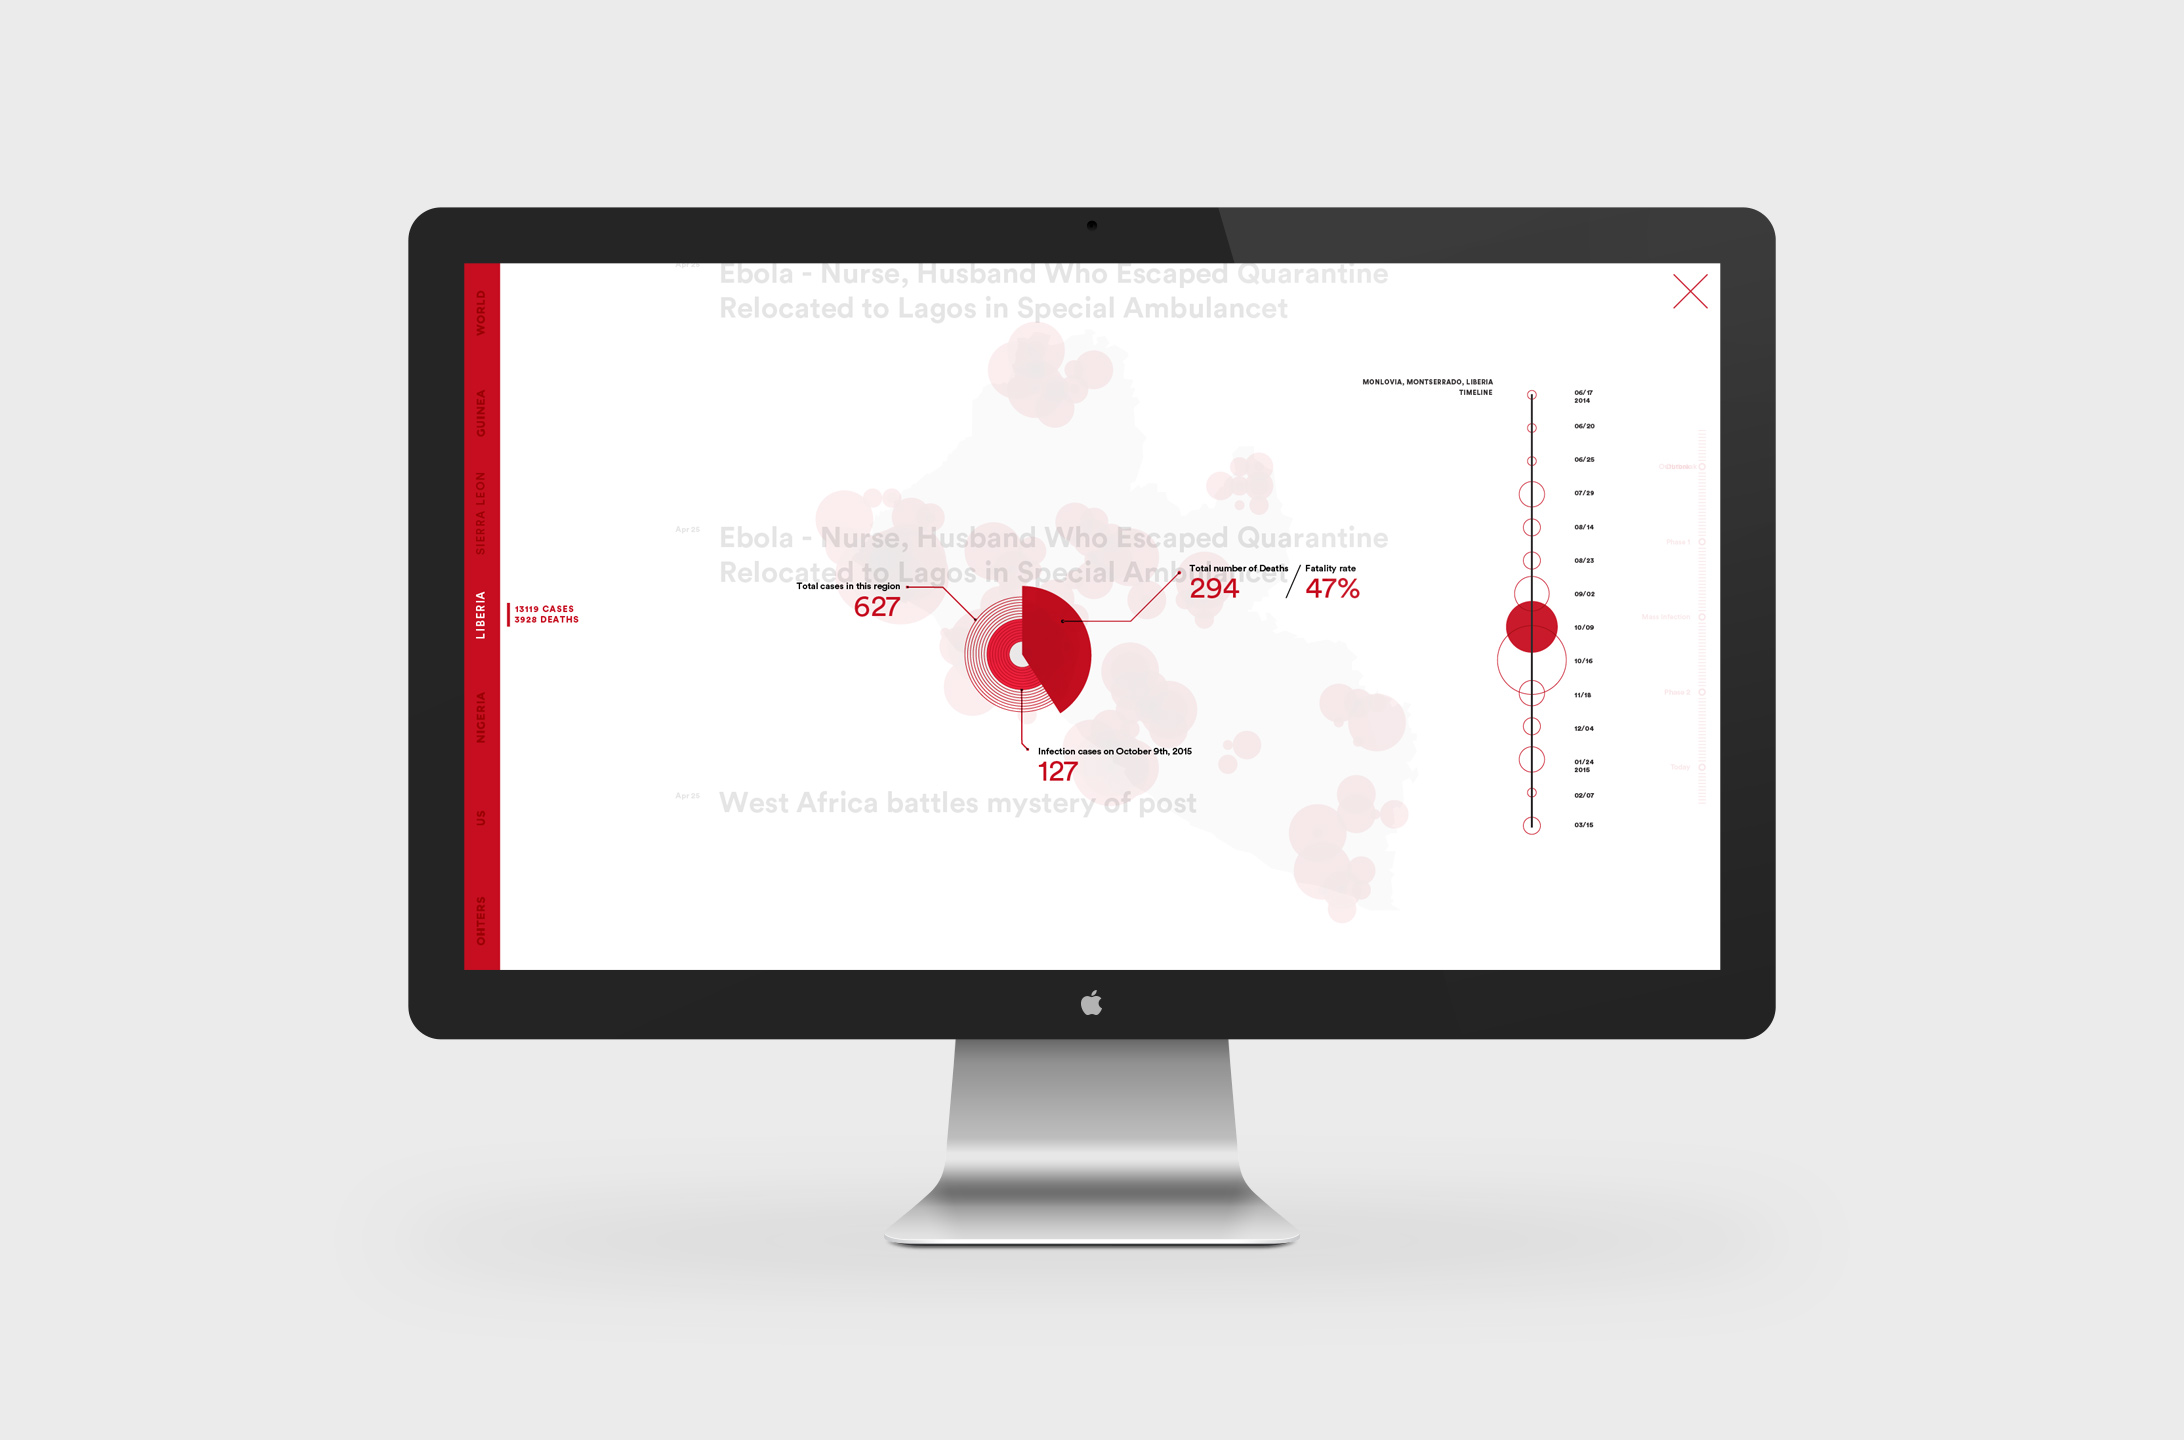 WORLD
GUINEA
SIERRA LEON
LIBERIA
NIGERIA
US
OHTERS
13119 CASES
3928 DEATHS
Apr 25
Ebola - Nurse, Husband Who Escaped Quarantine
Relocated to Lagos in Special Ambulancet
Apr 25
Ebola - Nurse, Husband Who Escaped Quarantine
Relocated to Lagos in Special Ambulancet
Total cases in this region
627
Total number of Deaths / Fatality rate
294 47%
Infection cases on October 9th, 2015
127
Apr 25
West Africa battles mystery of post
MONLOVIA, MONTSERRADO, LIBERIA
TIMELINE
06/17
2014
06/20
06/25
07/29
08/14
08/23
09/02
10/09
10/16
11/18
12/04
01/24
2015
02/07
03/15
Phase 1
Mass Infection
Phase 2
Today